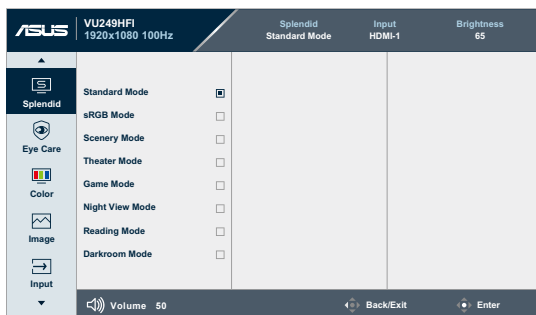 ASUS
VU249HFI
1920x1080 100Hz
Splendid
Standard Mode
Input
HDMI-1
Brightness
65
Splendid
Eye Care
Color
Image
Input
Standard Mode
sRGB Mode
Scenery Mode
Theater Mode
Game Mode
Night View Mode
Reading Mode
Darkroom Mode
Volume 50
Back/Exit
Enter